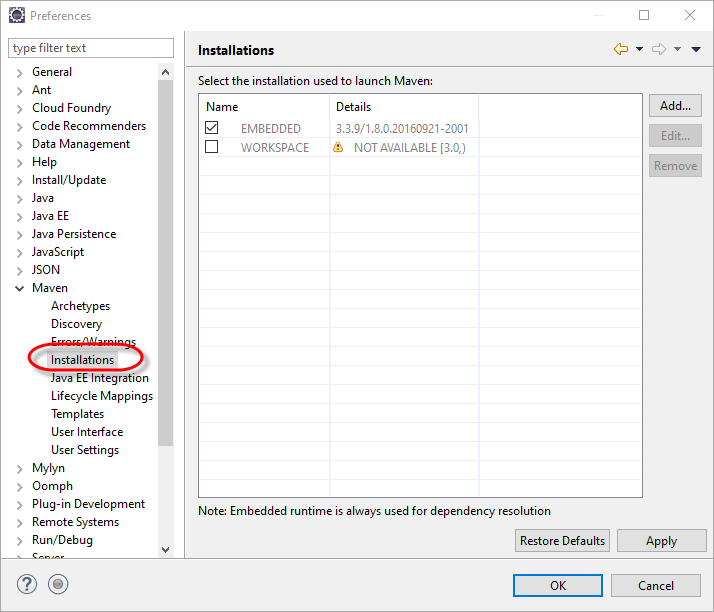 Preferences
type filter text
General
Ant
Cloud Foundry
Code Recommenders
Data Management
Help
Install/Update
Java
Java EE
Java Persistence
JavaScript
JSON
Maven
Archetypes
Discovery
Errors/Warnings
Installations
Java EE Integration
Lifecycle Mappings
Templates
User Interface
User Settings
Mylyn
Oomph
Plug-in Development
Remote Systems
Run/Debug
Server
Installations
Select the installation used to launch Maven:
Name Details
EMBEDDED 3.3.9/1.8.0.20160921-2001
WORKSPACE NOT AVAILABLE [3.0,)
Add...
Edit...
Remove
Note: Embedded runtime is always used for dependency resolution
Restore Defaults Apply
? OK Cancel